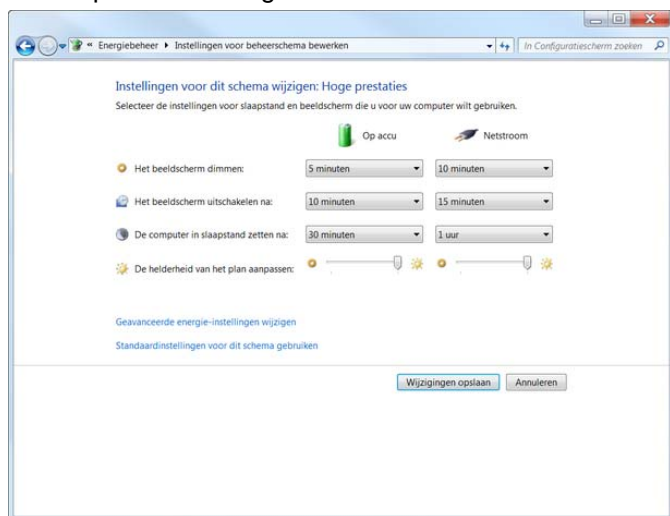 « Energiebeheer ▸ Instellingen voor beheerschema bewerken
In Configuratiescherm zoeken
Instellingen voor dit schema wijzigen: Hoge prestaties
Selecteer de instellingen voor slaapstand en beeldscherm die u voor uw computer wilt gebruiken.
Op accu Netstroom
Het beeldscherm dimmen: 5 minuten 10 minuten
Het beeldscherm uitschakelen na: 10 minuten 15 minuten
De computer in slaapstand zetten na: 30 minuten 1 uur
De helderheid van het plan aanpassen:
Geavanceerde energie-instellingen wijzigen
Standaardinstellingen voor dit schema gebruiken
Wijzigingen opslaan Annuleren